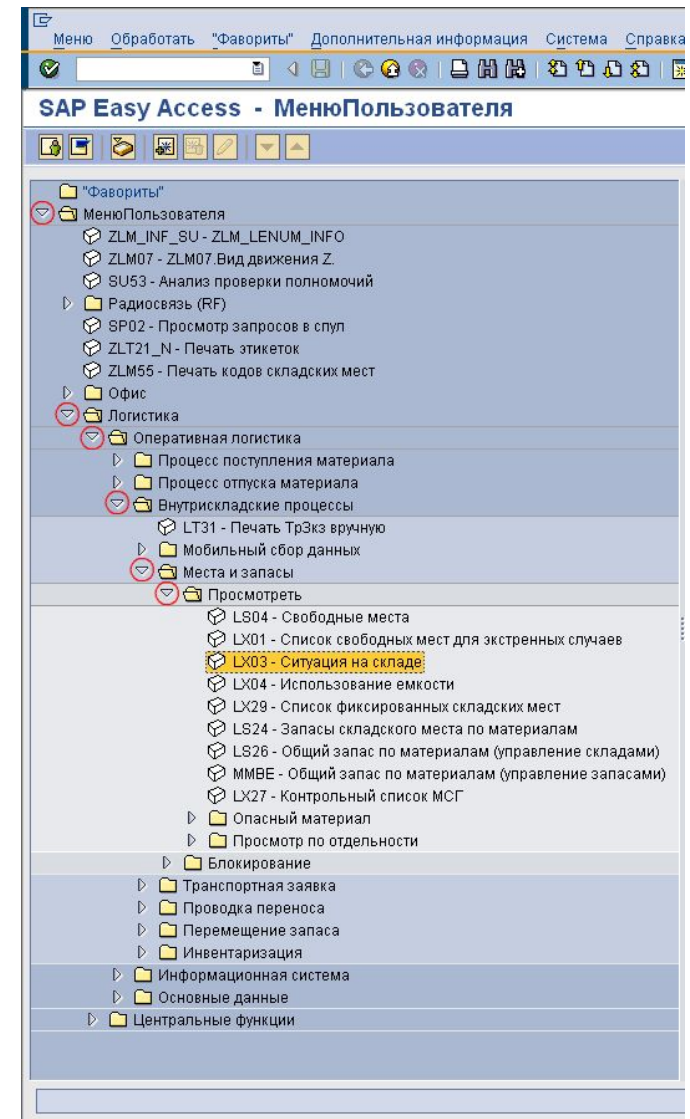 Меню Обработать "Фавориты" Дополнительная информация Система Справка
SAP Easy Access - МенюПользователя
"Фавориты"
МенюПользователя
ZLM_INF_SU - ZLM_LENUM_INFO
ZLM07 - ZLM07.Вид движения Z.
SU53 - Анализ проверки полномочий
Радиосвязь (RF)
SP02 - Просмотр запросов в спул
ZLT21_N - Печать этикеток
ZLM55 - Печать кодов складских мест
Офис
Логистика
Оперативная логистика
Процесс поступления материала
Процесс отпуска материала
Внутрискладские процессы
LT31 - Печать ТрЗкз вручную
Мобильный сбор данных
Места и запасы
Просмотреть
LS04 - Свободные места
LX01 - Список свободных мест для экстренных случаев
LX03 - Ситуация на складе
LX04 - Использование емкости
LX29 - Список фиксированных складских мест
LS24 - Запасы складского места по материалам
LS26 - Общий запас по материалам (управление складами)
MMBE - Общий запас по материалам (управление запасами)
LX27 - Контрольный список МСГ
Опасный материал
Просмотр по отдельности
Блокирование
Транспортная заявка
Проводка переноса
Перемещение запаса
Инвентаризация
Информационная система
Основные данные
Центральные функции